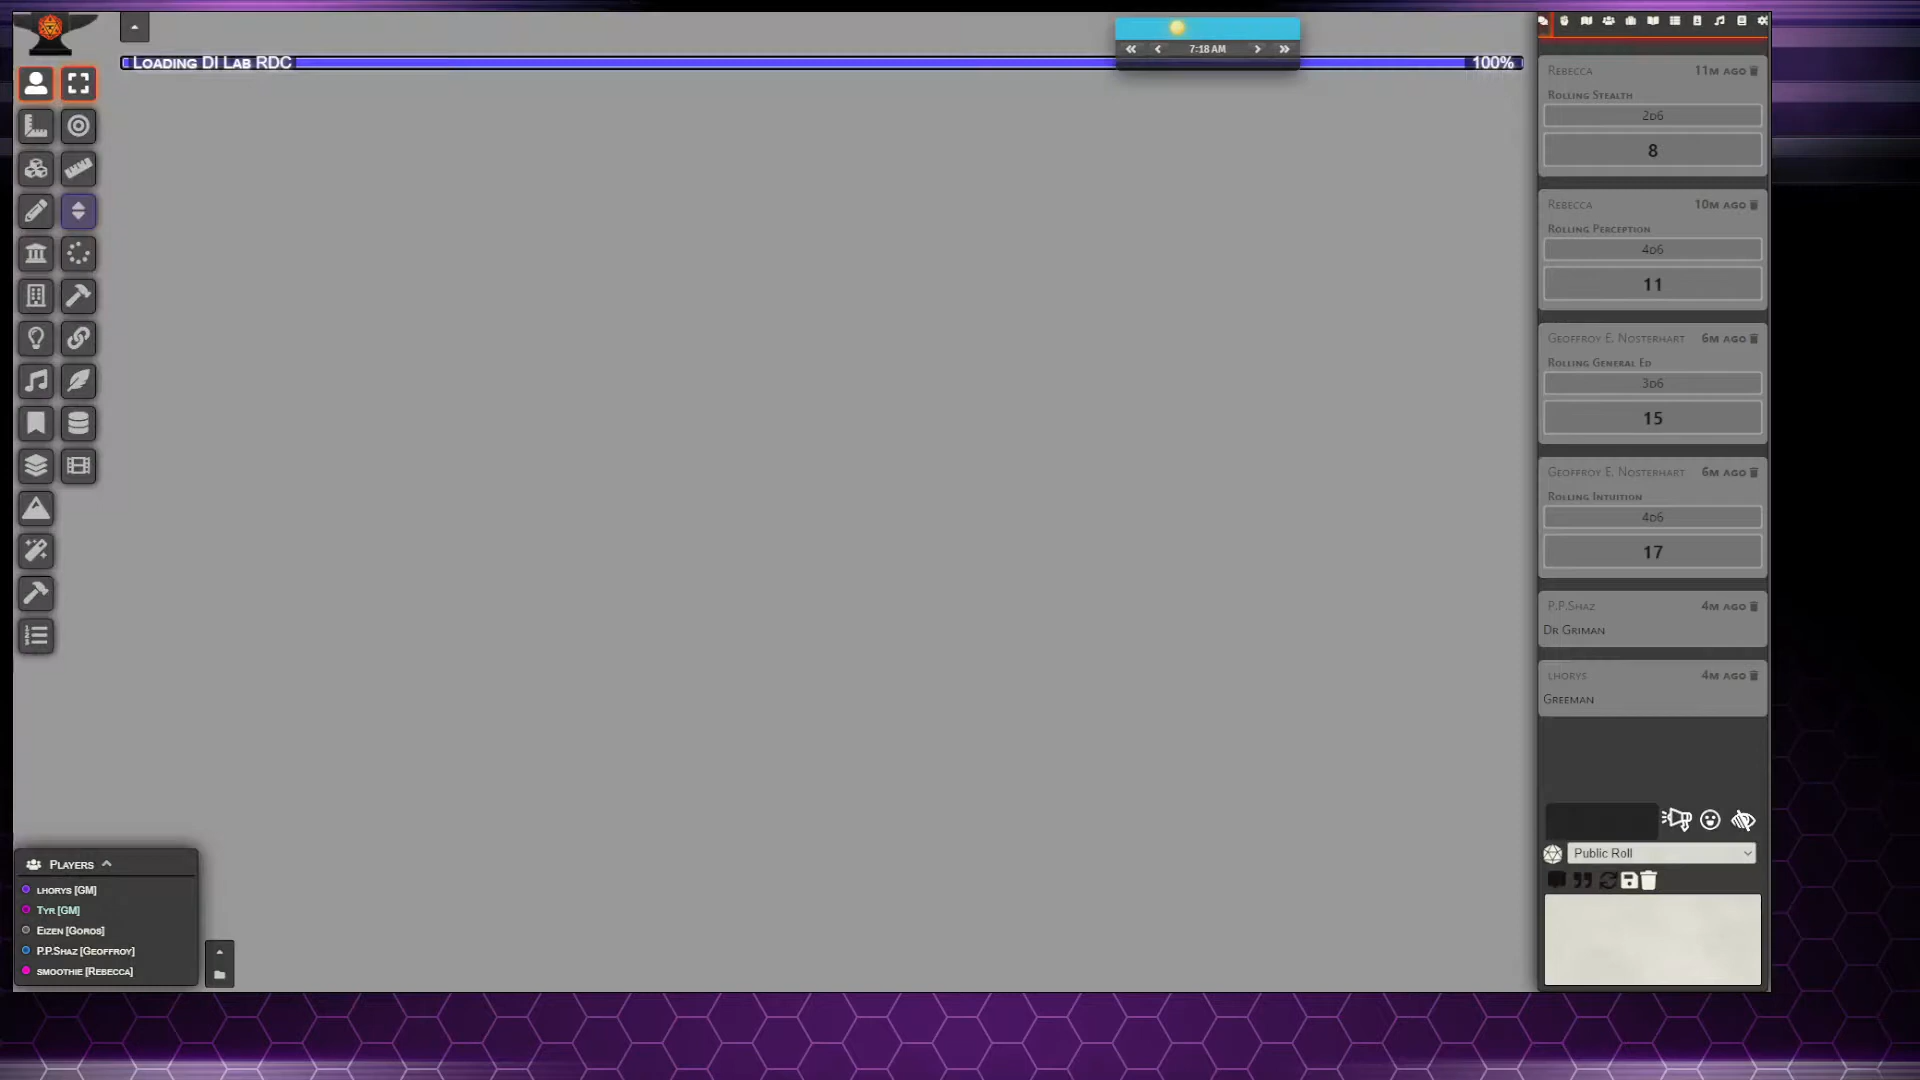 Loading DI Lab RDC
100%
7:18 AM
Rebecca 11m ago
Rolling Stealth
2d6
8
Rebecca 10m ago
Rolling Perception
4d6
11
Geoffroy E. Nosterhart 6m ago
Rolling General Ed
3d6
15
Geoffroy E. Nosterhart 6m ago
Rolling Intuition
4d6
17
P.P.Shaz 4m ago
Dr Griman
lhorys 4m ago
Greeman
Public Roll
Players
lhorys [GM]
Tyr [GM]
Eizen [Goros]
P.P.Shaz [Geoffroy]
smoothie [Rebecca]